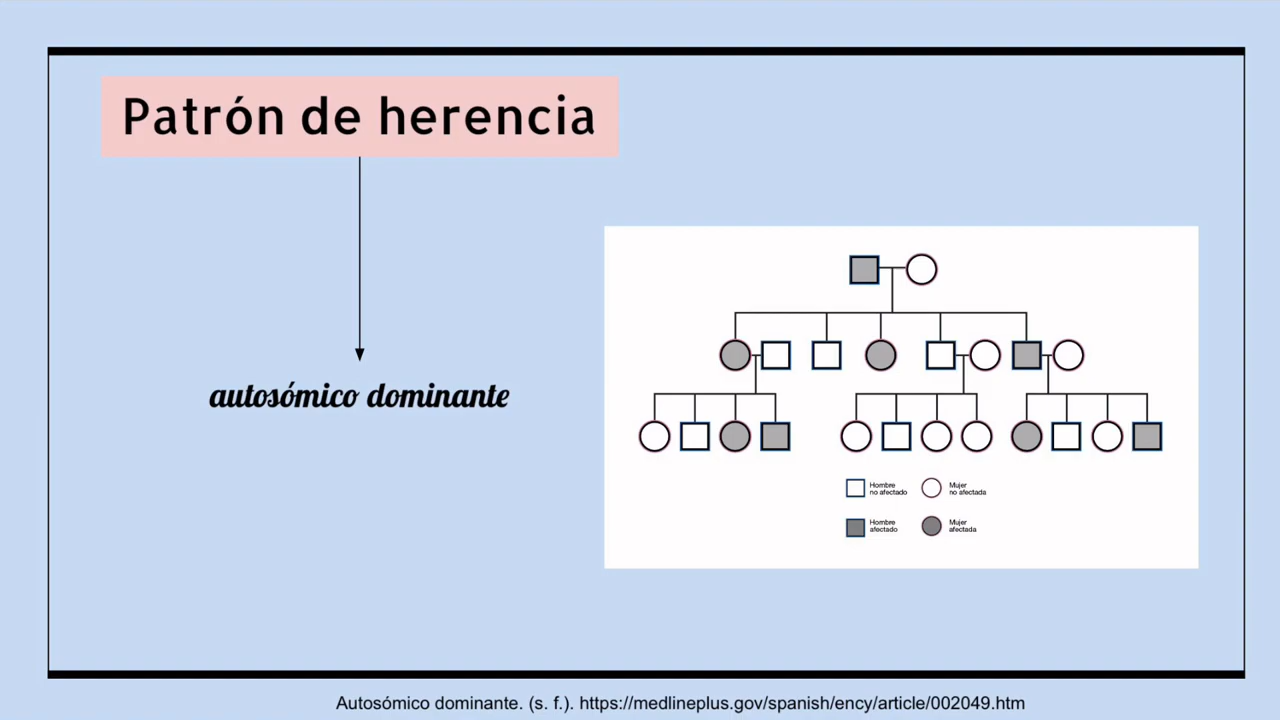 Patrón de herencia
autosómico dominante
Hombre
no afectado
Mujer
no afectada
Hombre
afectado
Mujer
afectada
Autosómico dominante. (s. f.). https://medlineplus.gov/spanish/ency/article/002049.htm